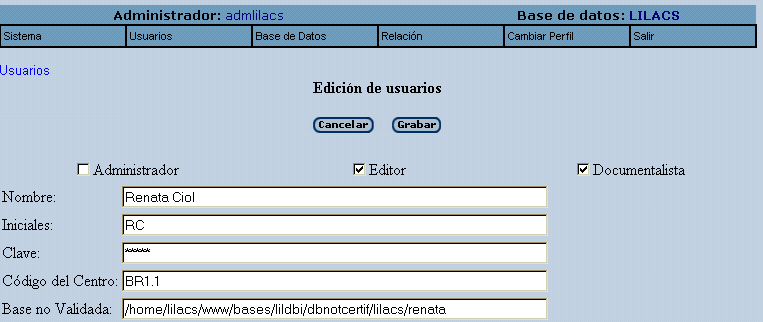 Administrador: admlilacs Base de datos: LILACS
Sistema Usuarios Base de Datos Relación Cambiar Perfil Salir
Usuarios
Edición de usuarios
Cancelar Grabar
Administrador Editor Documentalista
Nombre: Renata Ciol
Iniciales: RC
Clave: *****
Código del Centro: BR1.1
Base no Validada: /home/lilacs/www/bases/lildbi/dbnotcertif/lilacs/renata